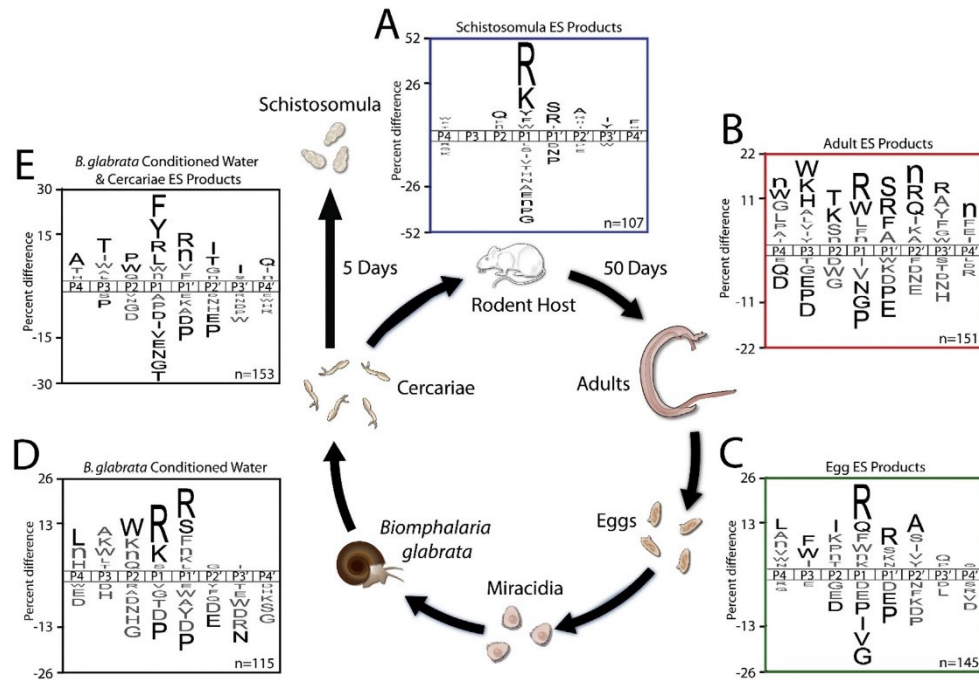 A
Schistosomula ES Products
52
26
-26
-52
Percent difference
R
K
Q
S
R
A
Y
P4 P3 P2 P1 P1' P2' P3' P4'
D
N
P
L
S
I
V
T
H
N
A
E
n
P
G
n=107
Schistosomula
B
Adult ES Products
22
11
-11
-22
Percent difference
n W G L P A
W K H A L V I Y
T K S n
R W L F n
S R F A
n R Q I K A
R A Y F G W
n F E I
P4 P3 P2 P1 P1' P2' P3' P4'
E Q D
G E P D
F D W G
I V N G P
W K D P E
F D N E
S T D N H
L D R
n=151
E
B. glabrata Conditioned Water
& Cercariae ES Products
30
15
-15
-30
Percent difference
A
T
P W
F Y R L W
R n
I T
I
Q
P4 P3 P2 P1 P1' P2' P3' P4'
S P
N G D
A P D I V E N G T
E K A D P
N H E P
W
n=153
5 Days
50 Days
Rodent Host
Cercariae
Adults
D
B. glabrata Conditioned Water
26
13
-13
-26
Percent difference
L n H
A K W L T
W K n Q
R K
R S F n K L
P4 P3 P2 P1 P1' P2' P3' P4'
W E D
D H
R A D N H G
V G T D P
F W A Y D P
D E
T E W D R N
S G
n=115
C
Egg ES Products
26
13
-13
-26
Percent difference
L A n V W
F W I
I K P n T
R Q F W n K
R S K n
A S I V Y
P4 P3 P2 P1 P1' P2' P3' P4'
R S
E
G E D
D E P I V G
D E P
N F K D P
D L
V D
n=145
Biomphalaria
glabrata
Eggs
Miracidia